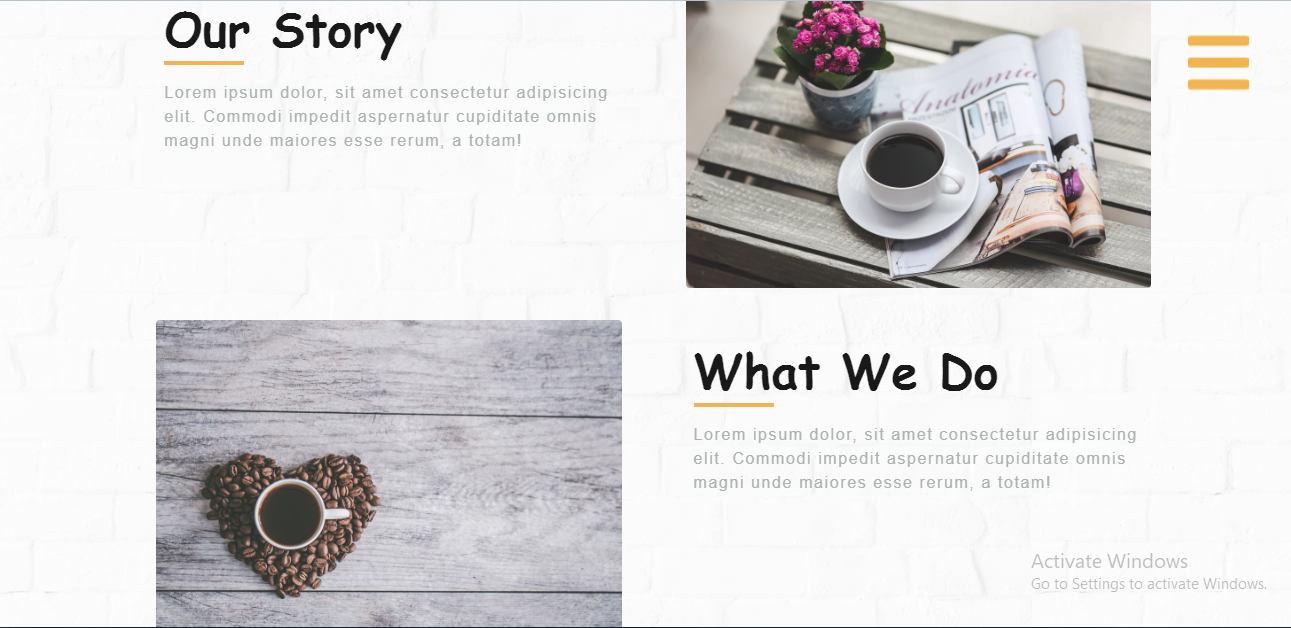 Our Story
Lorem ipsum dolor, sit amet consectetur adipisicing
elit. Commodi impedit aspernatur cupiditate omnis
magni unde maiores esse rerum, a totam!
Anatomia
What We Do
Lorem ipsum dolor, sit amet consectetur adipisicing
elit. Commodi impedit aspernatur cupiditate omnis
magni unde maiores esse rerum, a totam!
Activate Windows
Go to Settings to activate Windows.